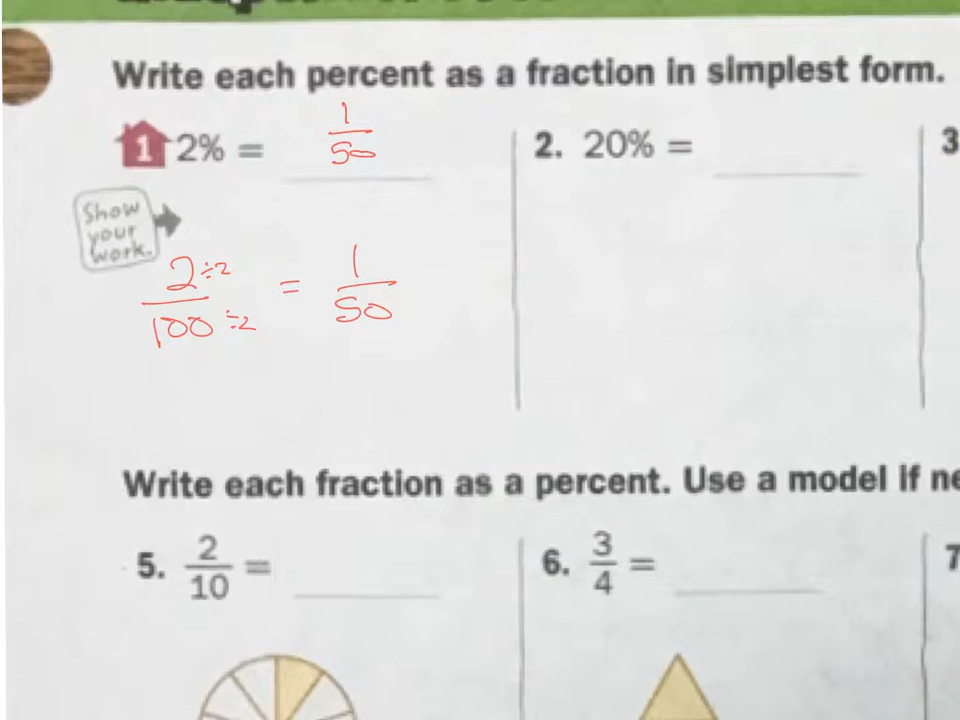 Write each percent as a fraction in simplest form.
1 2% = 1/50
2. 20% =
3
Show
your
work.
2÷2/100÷2 = 1/50
Write each fraction as a percent. Use a model if ne
5. 2/10 =
6. 3/4 =
7